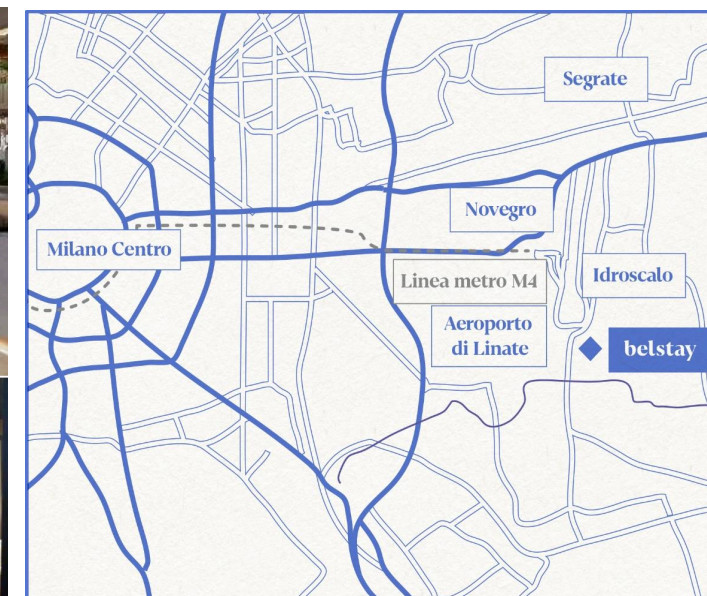 Segrate
Novegro
Milano Centro
Linea metro M4
Idroscalo
Aeroporto
di Linate
belstay